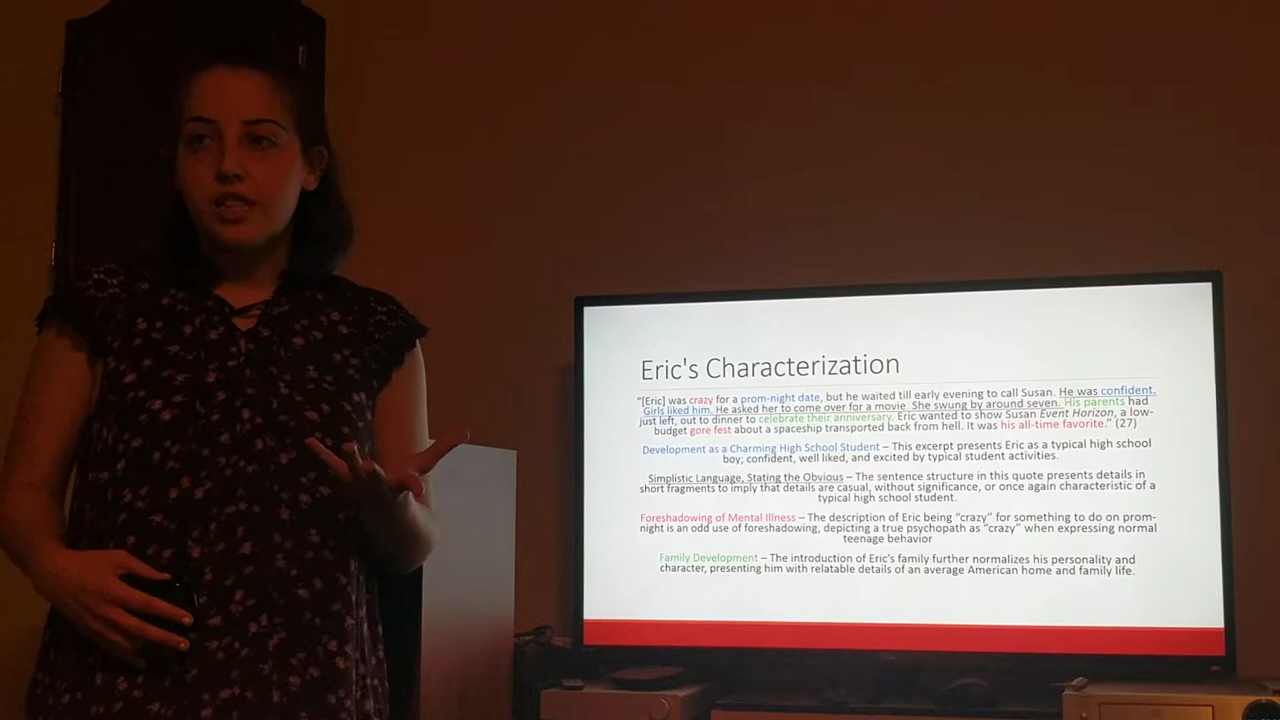 Eric's Characterization
"[Eric] was crazy for a prom-night date, but he waited till early evening to call Susan. He was confident.
Girls liked him. He asked her to come over for a movie. She swung by around seven. His parents had
just left, out to dinner to celebrate their anniversary. Eric wanted to show Susan Event Horizon, a low-
budget gore fest about a spaceship transported back from hell. It was his all-time favorite." (27)
Development as a Charming High School Student – This excerpt presents Eric as a typical high school
boy; confident, well liked, and excited by typical student activities.
Simplistic Language, Stating the Obvious – The sentence structure in this quote presents details in
short fragments to imply that details are casual, without significance, or once again characteristic of a
typical high school student.
Foreshadowing of Mental Illness – The description of Eric being "crazy" for something to do on prom-
night is an odd use of foreshadowing, depicting a true psychopath as "crazy" when expressing normal
teenage behavior
Family Development – The introduction of Eric's family further normalizes his personality and
character, presenting him with relatable details of an average American home and family life.